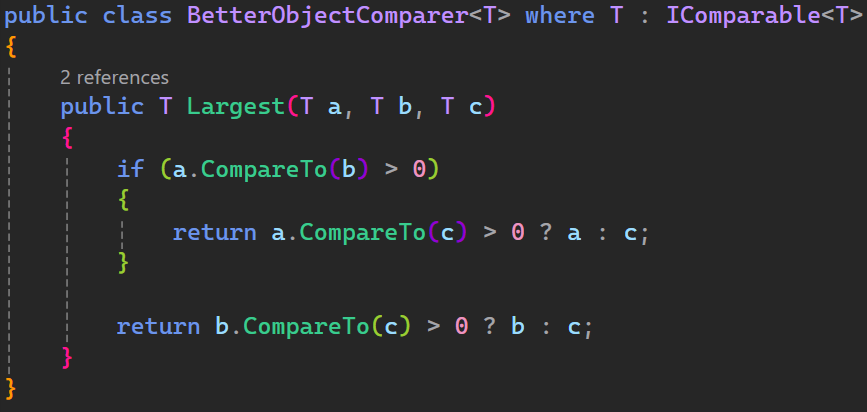 public class BetterObjectComparer<T> where T : IComparable<T>
{
2 references
public T Largest(T a, T b, T c)
{
if (a.CompareTo(b) > 0)
{
return a.CompareTo(c) > 0 ? a : c;
}
return b.CompareTo(c) > 0 ? b : c;
}
}